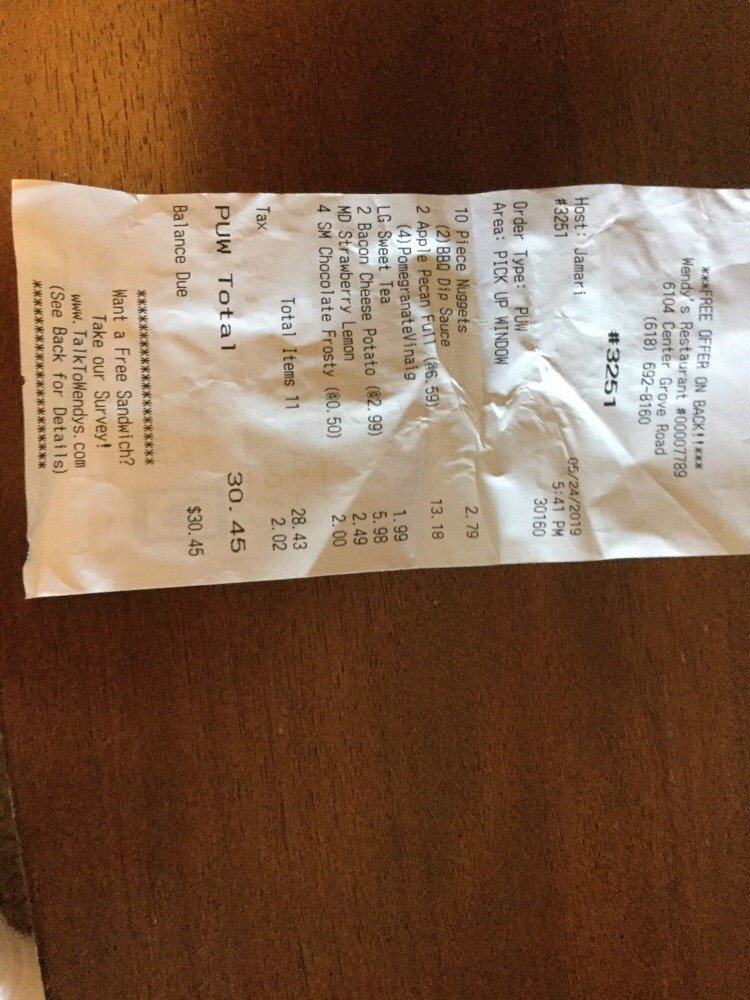 ***FREE OFFER ON BACK!!***
Wendy's Restaurant #00007789
6104 Center Grove Road
(618) 692-8160
#3251
Host: Jamari 05/24/2019
#3251 5:41 PM
30160
Order Type: PUW
Area: PICK UP WINDOW
10 Piece Nuggets 2.79
(2)BBQ Dip Sauce
2 Apple Pecan Full (@6.59) 13.18
(4)PomegranateVinaig
LG Sweet Tea 1.99
2 Bacon Cheese Potato (@2.99) 5.98
MD Strawberry Lemon 2.49
4 SM Chocolate Frosty (@0.50) 2.00
Total Items 11 28.43
Tax 2.02
PUW Total 30.45
Balance Due $30.45
**************************
Want a Free Sandwich?
Take our Survey!
www.TalkToWendys.com
(See Back for Details)
**************************